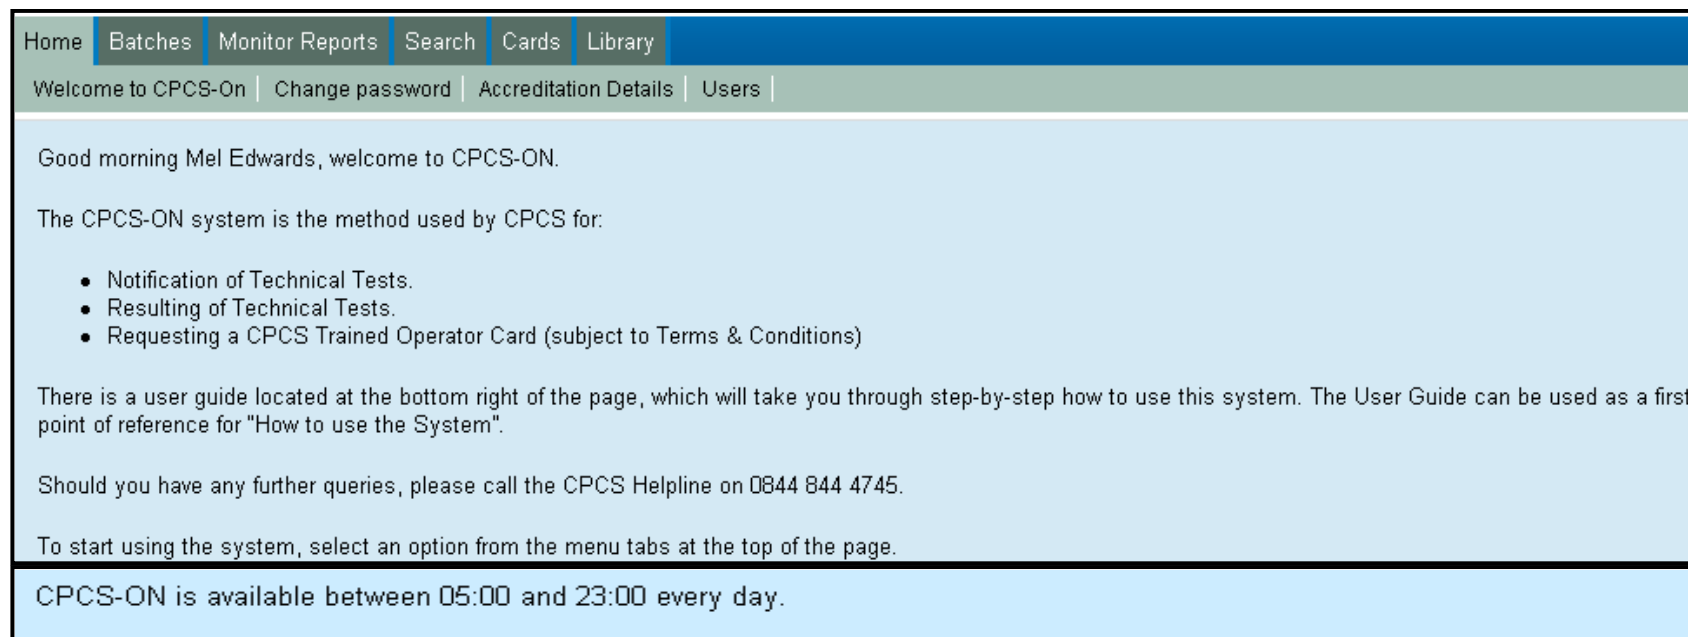 Home Batches Monitor Reports Search Cards Library
Welcome to CPCS-On Change password Accreditation Details Users
Good morning Mel Edwards, welcome to CPCS-ON.
The CPCS-ON system is the method used by CPCS for:
• Notification of Technical Tests.
• Resulting of Technical Tests.
• Requesting a CPCS Trained Operator Card (subject to Terms & Conditions)
There is a user guide located at the bottom right of the page, which will take you through step-by-step how to use this system. The User Guide can be used as a first
point of reference for "How to use the System".
Should you have any further queries, please call the CPCS Helpline on 0844 844 4745.
To start using the system, select an option from the menu tabs at the top of the page.
CPCS-ON is available between 05:00 and 23:00 every day.